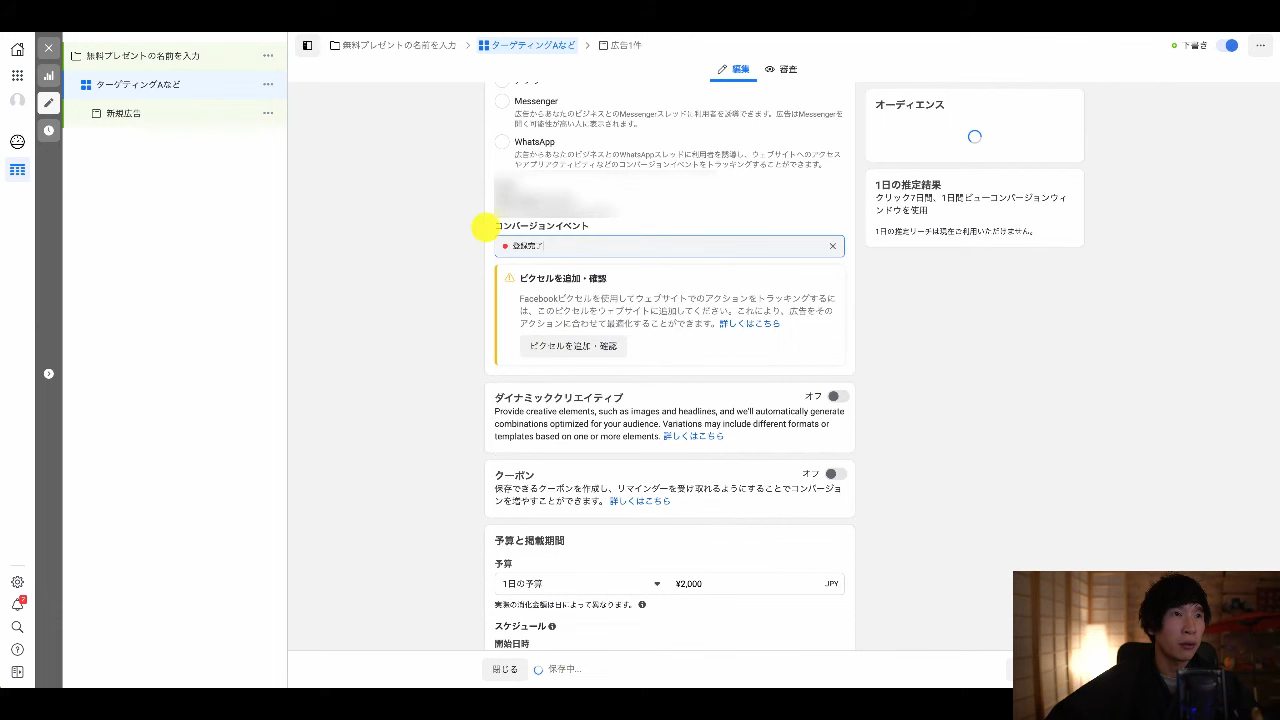 無料プレゼントの名前を入力
ターゲティングAなど
広告1件
下書き
無料プレゼントの名前を入力
ターゲティングAなど
新規広告
編集
審査
Messenger
広告からあなたのビジネスとのMessengerスレッドに利用者を誘導できます。広告はMessengerを
開く可能性が高い人に表示されます。
WhatsApp
広告からあなたのビジネスとのWhatsAppスレッドに利用者を誘導し、ウェブサイトへのアクセス
やアプリアクティビティなどのコンバージョンイベントをトラッキングすることができます。
コンバージョンイベント
登録完了
ピクセルを追加・確認
Facebookピクセルを使用してウェブサイトでのアクションをトラッキングするに
は、このピクセルをウェブサイトに追加してください。これにより、広告をその
アクションに合わせて最適化することができます。 詳しくはこちら
ピクセルを追加・確認
ダイナミッククリエイティブ
オフ
Provide creative elements, such as images and headlines, and we'll automatically generate
combinations optimized for your audience. Variations may include different formats or
templates based on one or more elements. 詳しくはこちら
クーポン
オフ
保存できるクーポンを作成し、リマインダーを受け取れるようにすることでコンバージョ
ンを増やすことができます。 詳しくはこちら
予算と掲載期間
予算
1日の予算
¥2,000
JPY
実際の消化金額は日によって異なります。
スケジュール
開始日時
閉じる
保存中...
オーディエンス
1日の推定結果
クリック7日間、1日間ビューコンバージョンウィ
ンドウを使用
1日の推定リーチは現在ご利用いただけません。